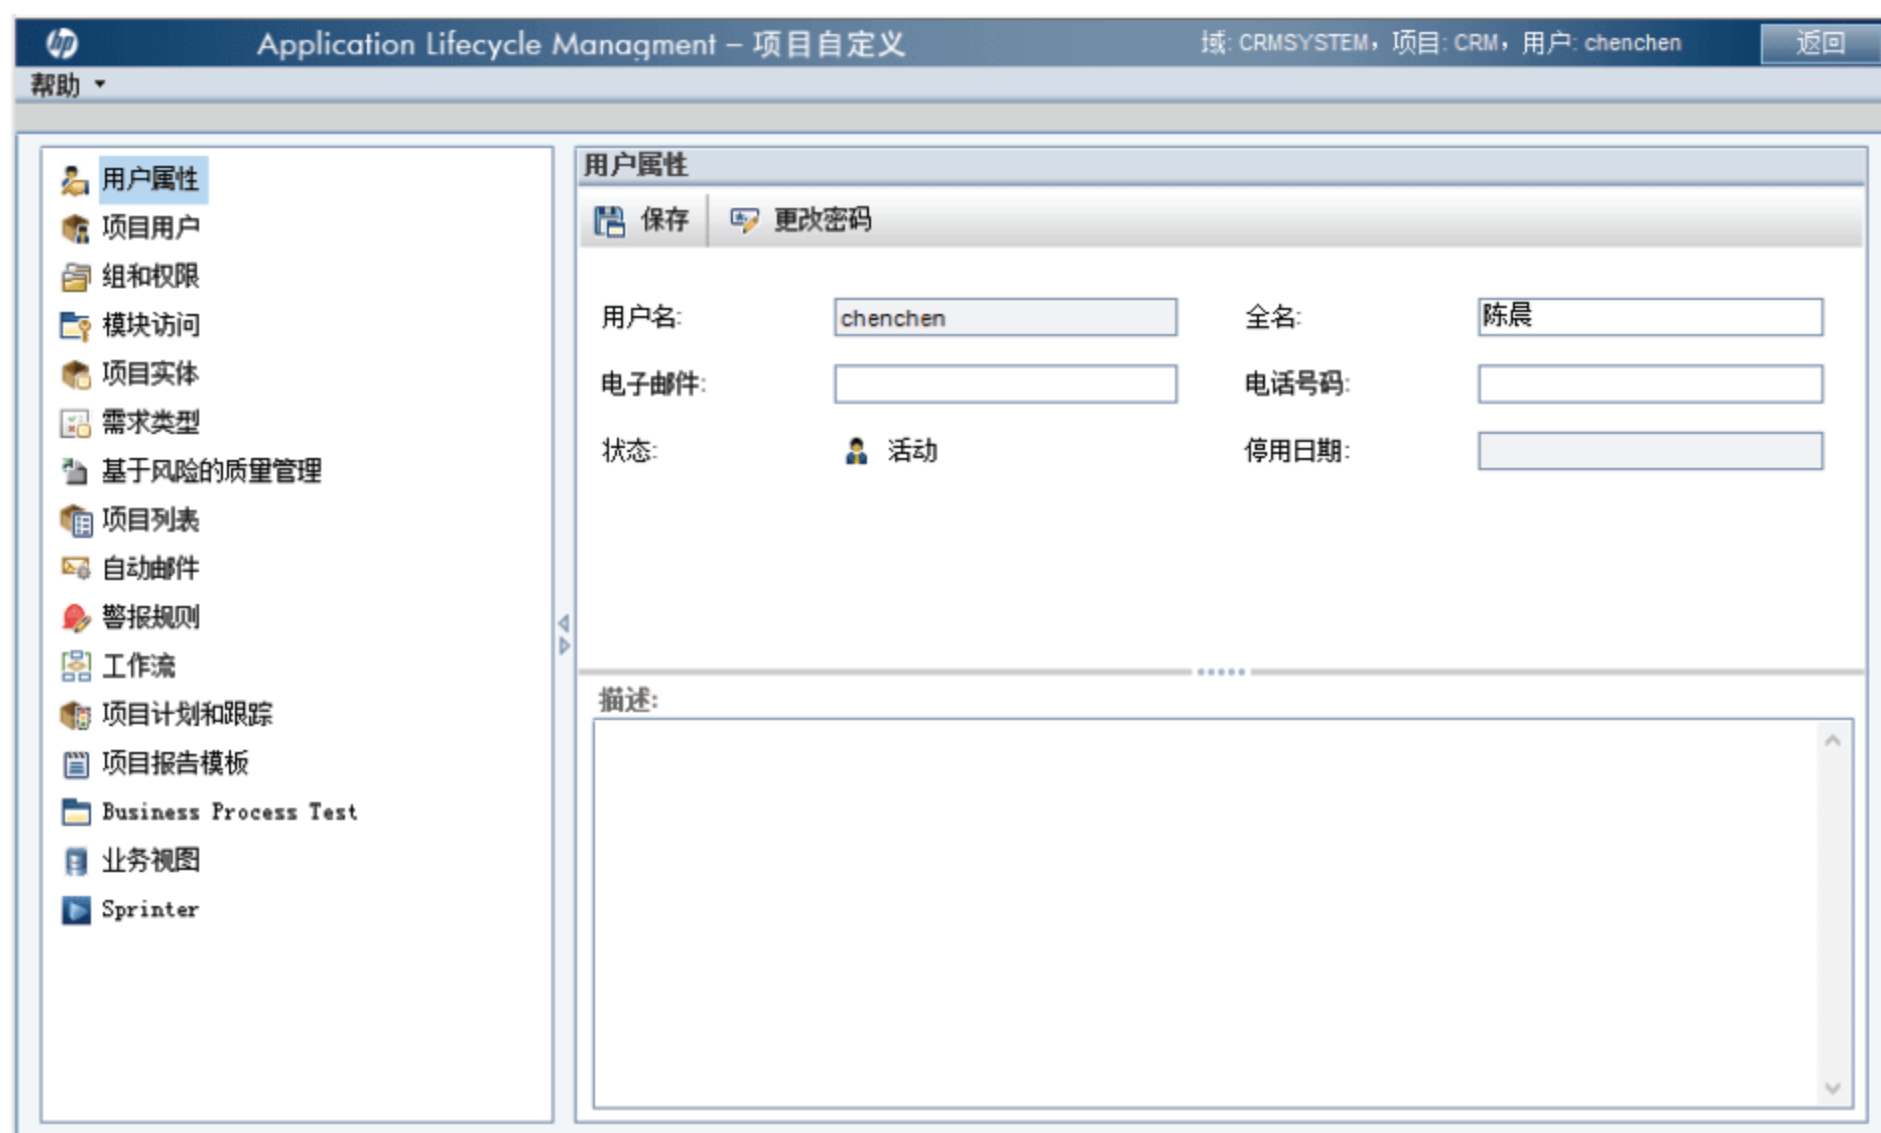 hp Application Lifecycle Managment – 项目自定义 域: CRMSYSTEM，项目: CRM，用户: chenchen 返回
帮助
用户属性
项目用户
组和权限
模块访问
项目实体
需求类型
基于风险的质量管理
项目列表
自动邮件
警报规则
工作流
项目计划和跟踪
项目报告模板
Business Process Test
业务视图
Sprinter
用户属性
保存 更改密码
用户名: chenchen 全名: 陈晨
电子邮件: 电话号码:
状态: 活动 停用日期:
描述: